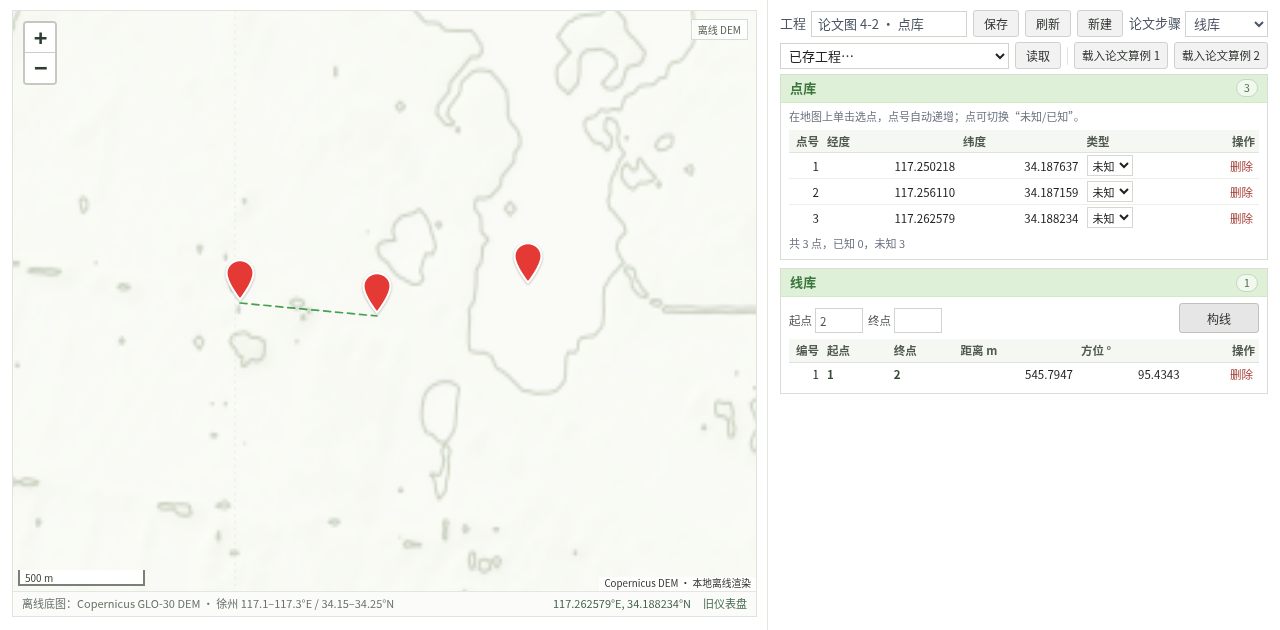 +
−
离线 DEM
500 m
Copernicus DEM · 本地离线渲染
离线底图：Copernicus GLO-30 DEM · 徐州 117.1–117.3°E / 34.15–34.25°N
117.262579°E, 34.188234°N 旧仪表盘
工程 论文图 4-2 · 点库 保存 刷新 新建 论文步骤 线库
已存工程… 读取 载入论文算例 1 载入论文算例 2
点库 3
在地图上单击选点，点号自动递增；点可切换“未知/已知”。
点号 经度 纬度 类型 操作
1 117.250218 34.187637 未知 删除
2 117.256110 34.187159 未知 删除
3 117.262579 34.188234 未知 删除
共 3 点，已知 0，未知 3
线库 1
起点 2 终点 构线
编号 起点 终点 距离 m 方位 ° 操作
1 1 2 545.7947 95.4343 删除